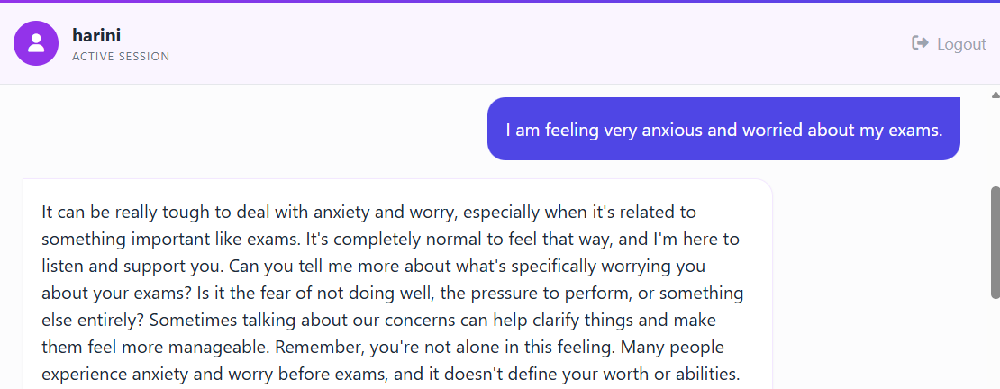 harini
ACTIVE SESSION
Logout
I am feeling very anxious and worried about my exams.
It can be really tough to deal with anxiety and worry, especially when it's related to
something important like exams. It's completely normal to feel that way, and I'm here to
listen and support you. Can you tell me more about what's specifically worrying you
about your exams? Is it the fear of not doing well, the pressure to perform, or something
else entirely? Sometimes talking about our concerns can help clarify things and make
them feel more manageable. Remember, you're not alone in this feeling. Many people
experience anxiety and worry before exams, and it doesn't define your worth or abilities.